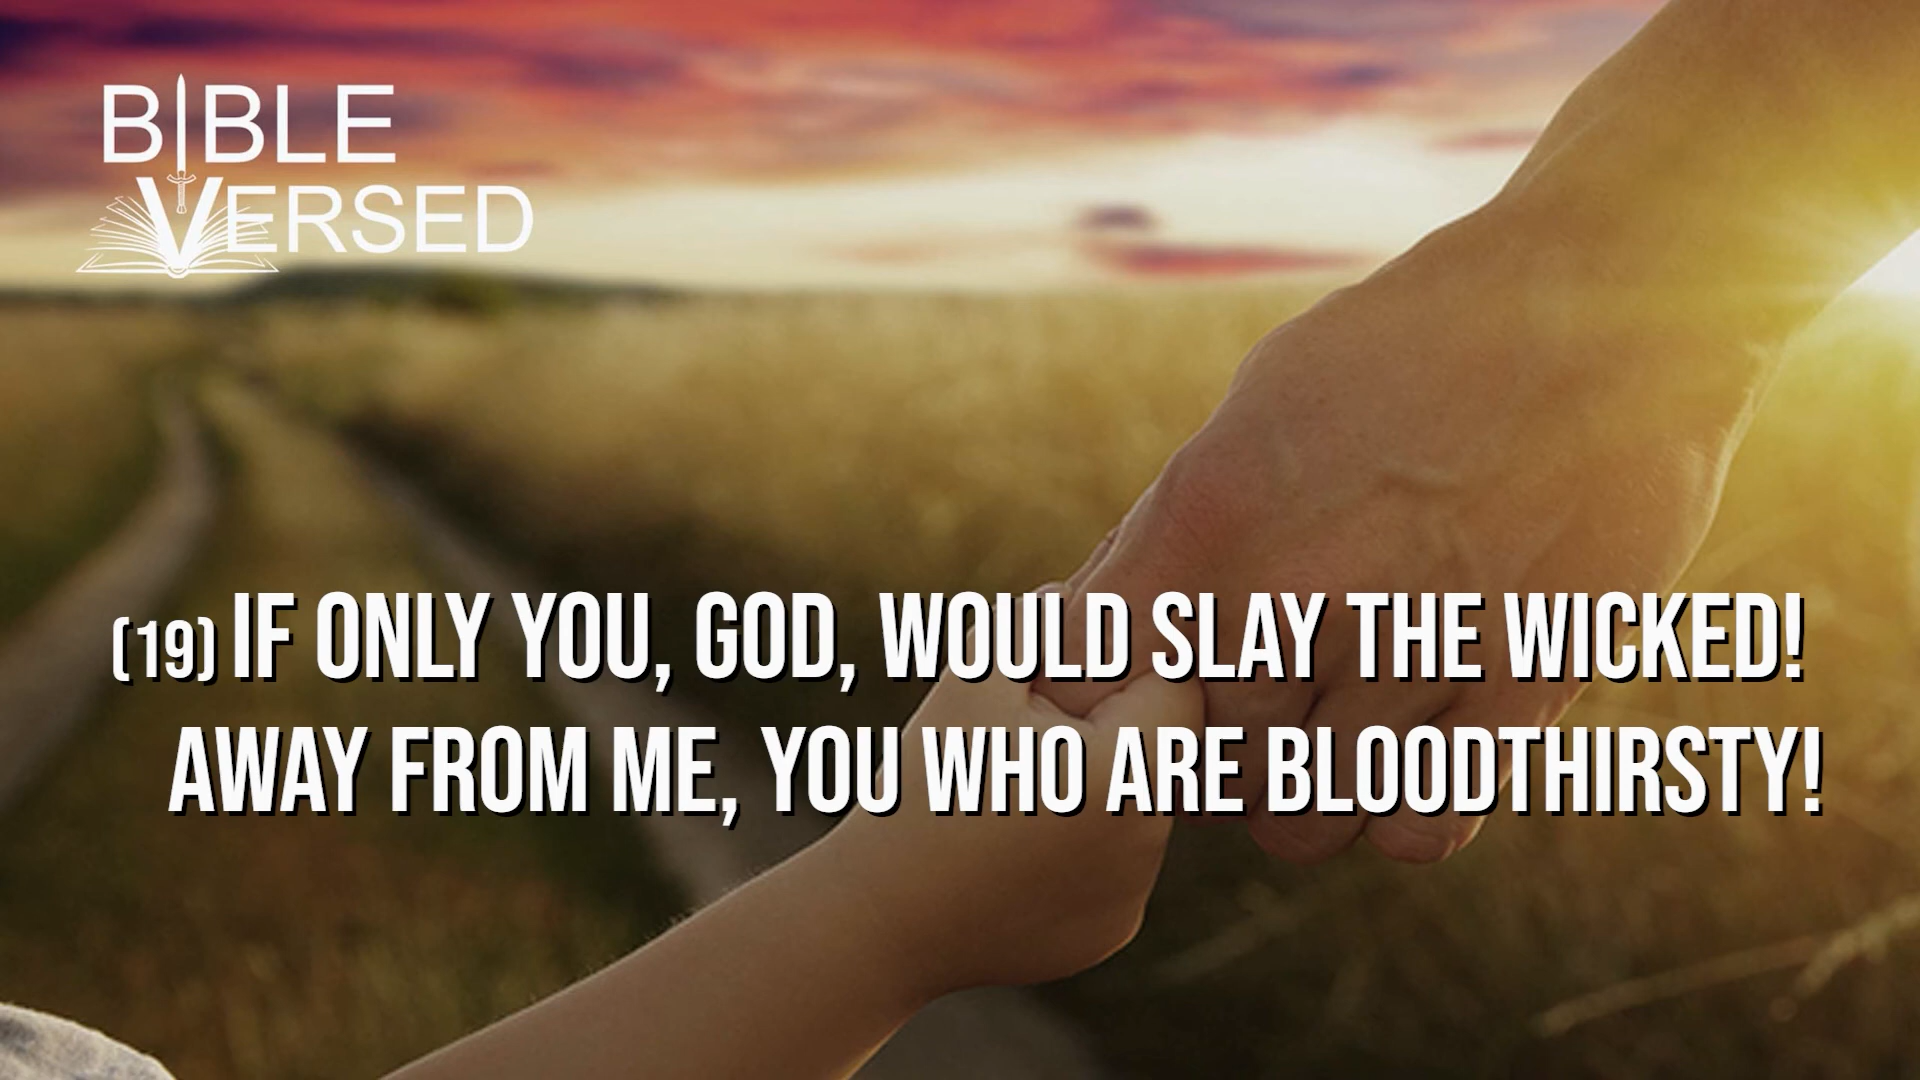 BIBLE
VERSED
(19) IF ONLY YOU, GOD, WOULD SLAY THE WICKED!
AWAY FROM ME, YOU WHO ARE BLOODTHIRSTY!